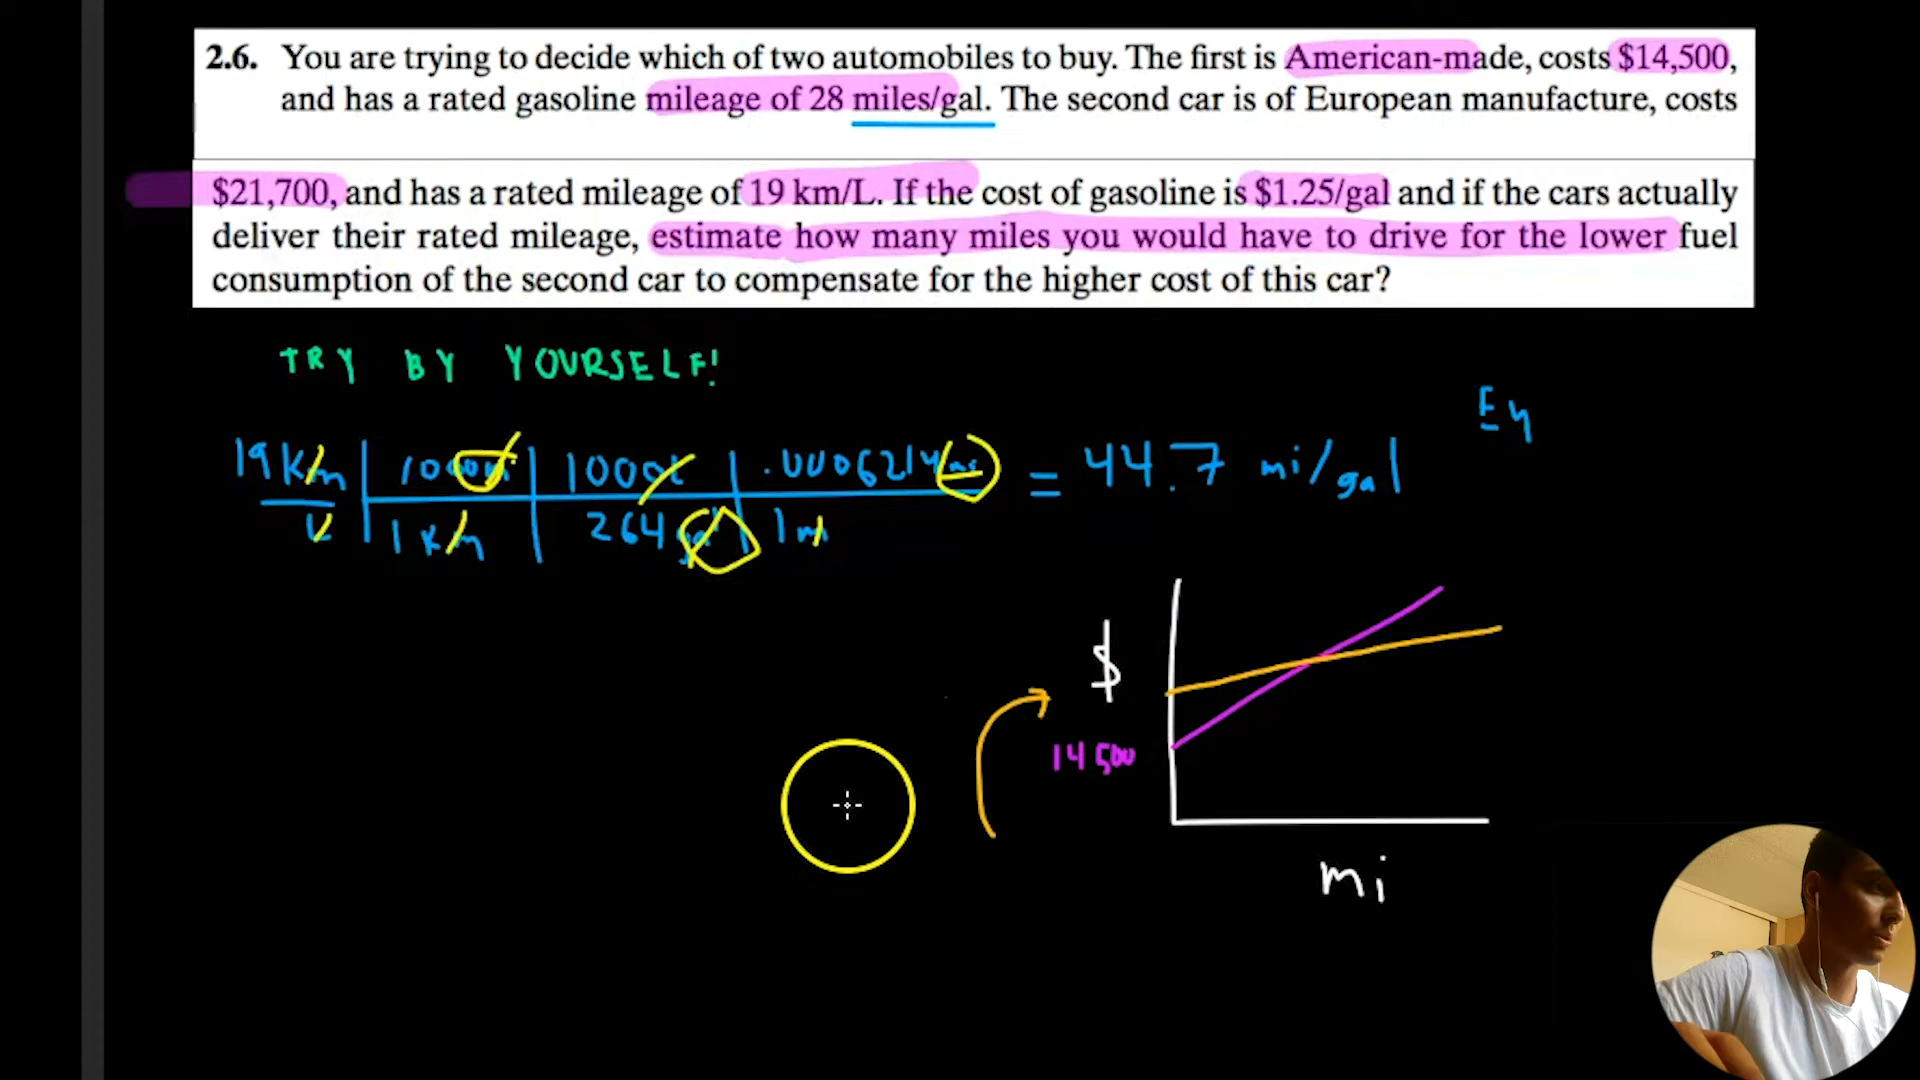 2.6. You are trying to decide which of two automobiles to buy. The first is American-made, costs $14,500,
and has a rated gasoline mileage of 28 miles/gal. The second car is of European manufacture, costs
$21,700, and has a rated mileage of 19 km/L. If the cost of gasoline is $1.25/gal and if the cars actually
deliver their rated mileage, estimate how many miles you would have to drive for the lower fuel
consumption of the second car to compensate for the higher cost of this car?
TRY BY YOURSELF!
19 Km | 1000 | 1000 | .0006214 mi = 44.7 mi/gal
L | 1 Km | 264 | 1 m
$
14 500
mi